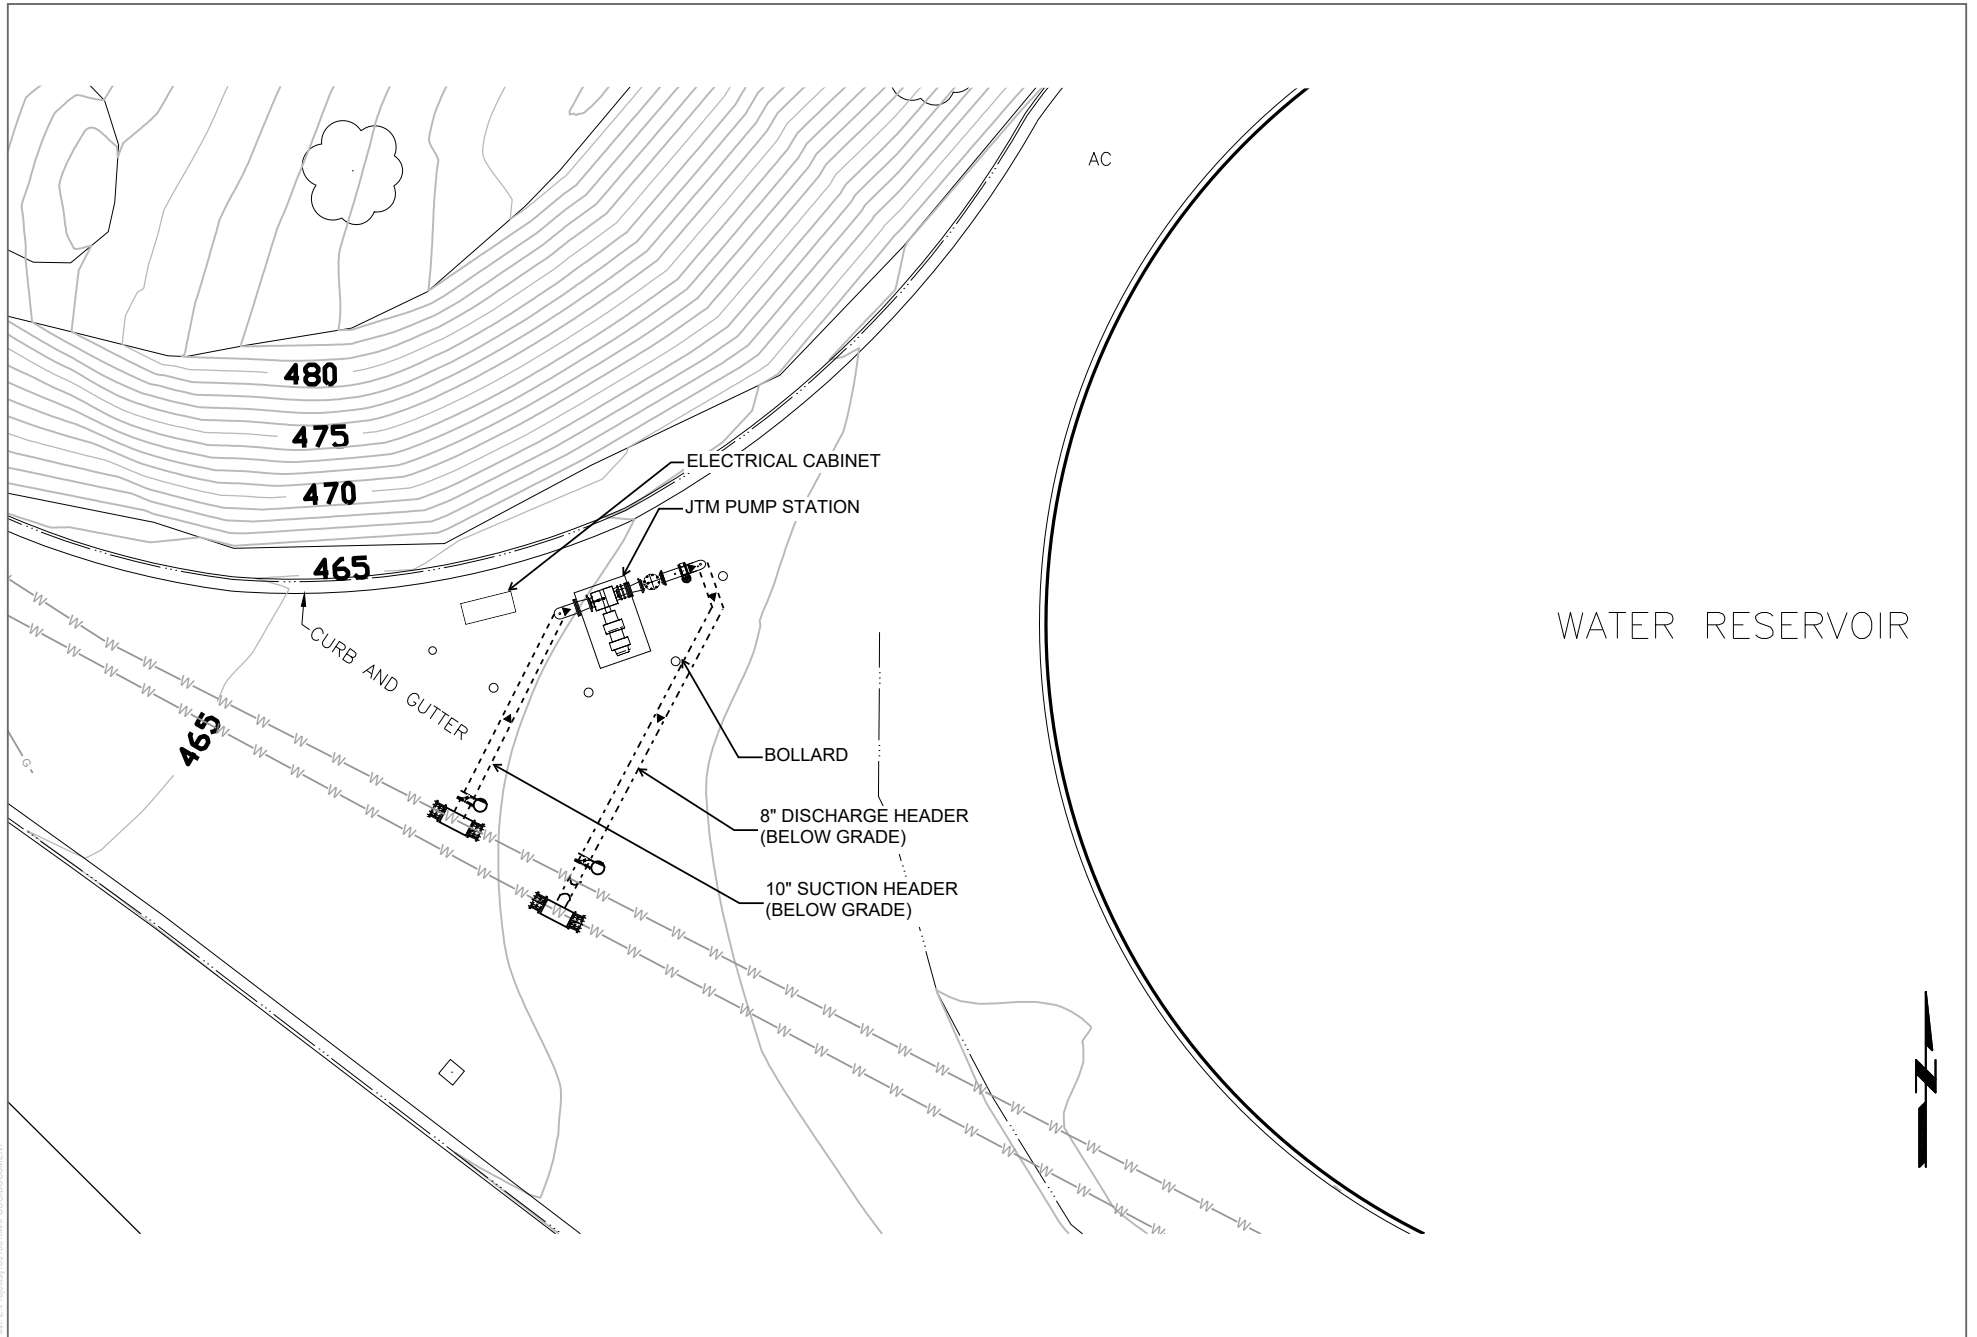 AC
480
475
ELECTRICAL CABINET
470
JTM PUMP STATION
465
WATER RESERVOIR
CURB AND GUTTER
465
BOLLARD
G
8" DISCHARGE HEADER
(BELOW GRADE)
10" SUCTION HEADER
(BELOW GRADE)
W W W W W W W W W W W W W W W W W W W W W W W W W W W W W W W W
W W W W W W W W W W W W W W W W W W W W W W W W W W W W W W
N